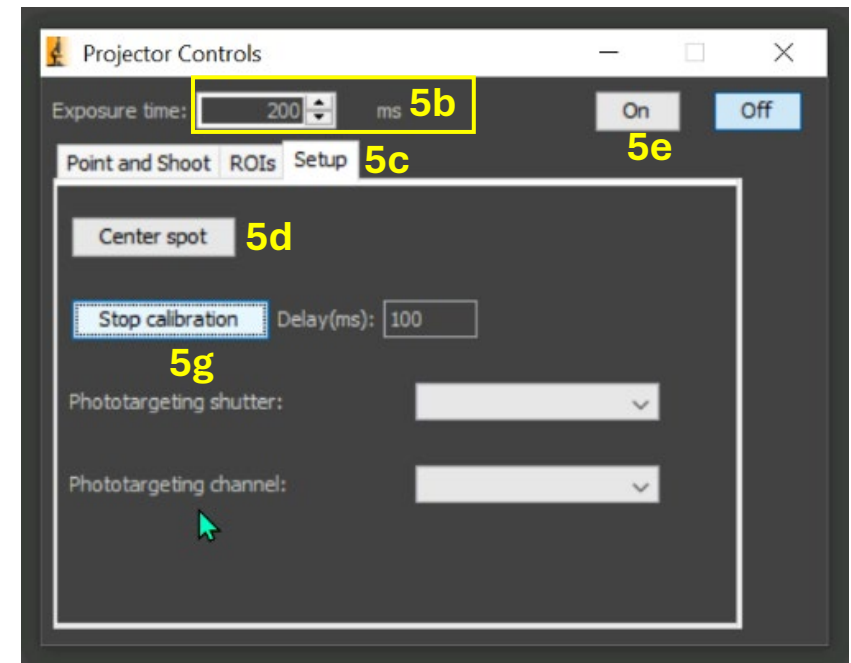 Projector Controls
Exposure time: 200 ms 5b On Off
5e
Point and Shoot ROIs Setup 5c
Center spot 5d
Stop calibration Delay(ms): 100
5g
Phototargeting shutter:
Phototargeting channel: